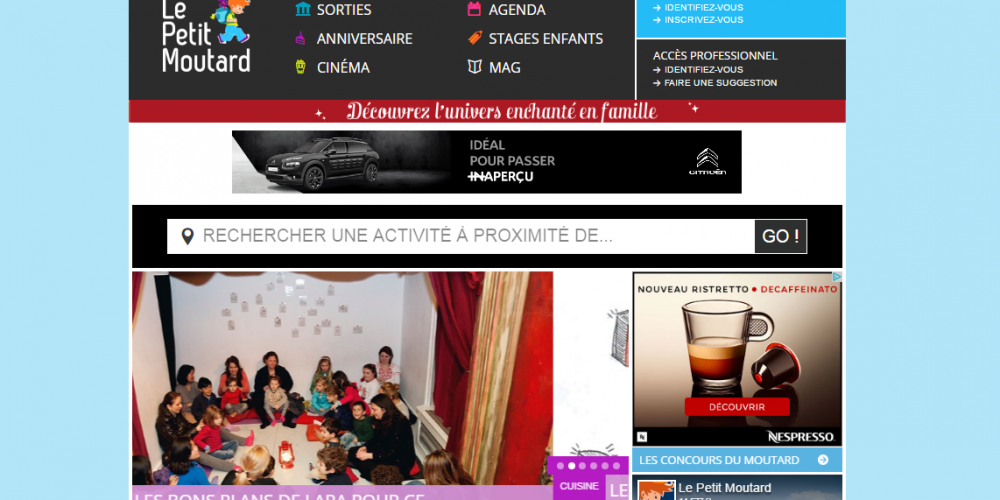 Le
Petit
Moutard
SORTIES
AGENDA
ANNIVERSAIRE
STAGES ENFANTS
CINÉMA
MAG
IDENTIFIEZ-VOUS
INSCRIVEZ-VOUS
ACCÈS PROFESSIONNEL
IDENTIFIEZ-VOUS
FAIRE UNE SUGGESTION
Découvrez l'univers enchanté en famille
IDÉAL
POUR PASSER
INAPERÇU
CITROËN
RECHERCHER UNE ACTIVITÉ À PROXIMITÉ DE...
GO !
NOUVEAU RISTRETTO • DECAFFEINATO
DÉCOUVRIR
N
NESPRESSO
LES CONCOURS DU MOUTARD
Le Petit Moutard
CUISINE
LES BONS PLANS DE LARA POUR CE
LE